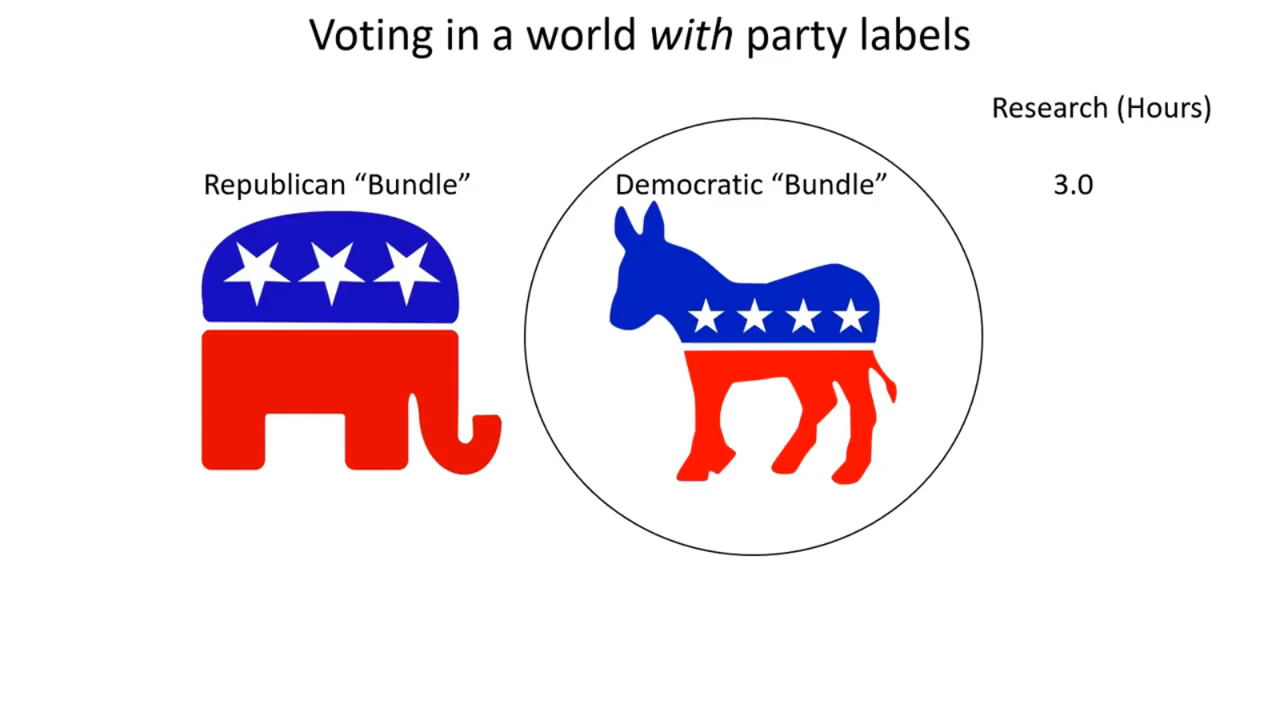 Voting in a world with party labels
Research (Hours)
Republican “Bundle”
Democratic “Bundle”
3.0